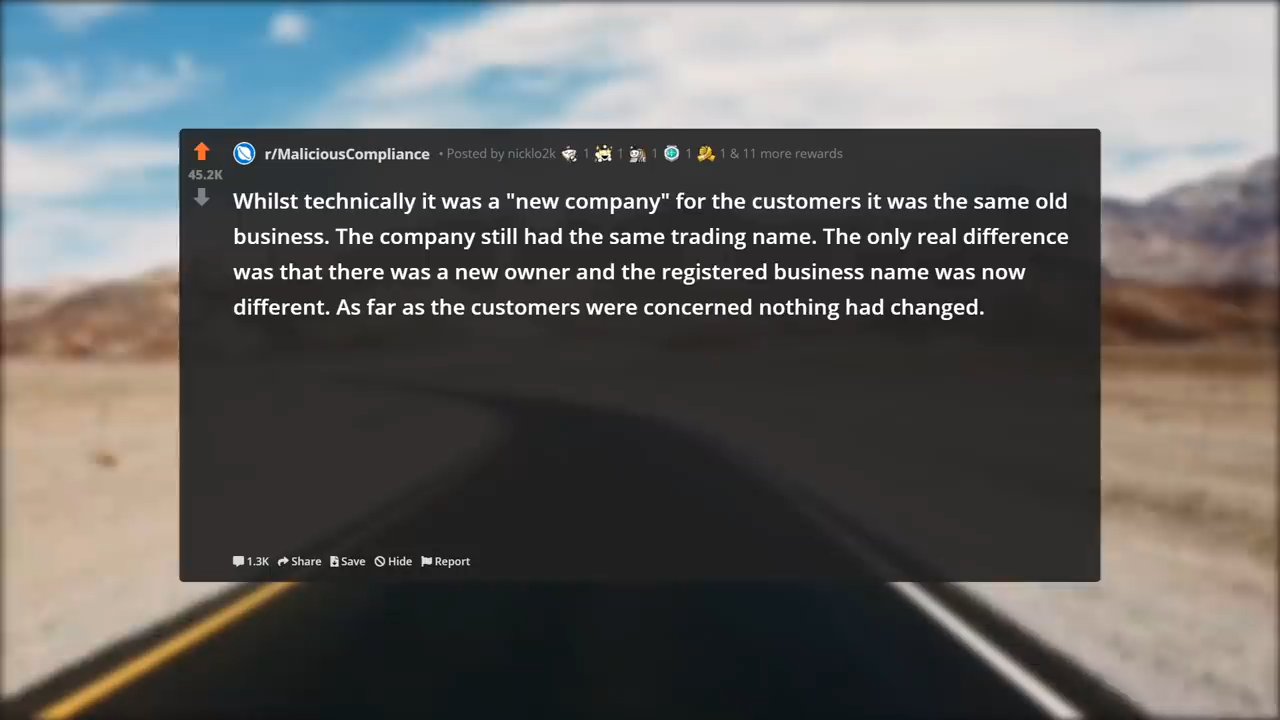 r/MaliciousCompliance • Posted by nicklo2k 1 1 1 1 1 & 11 more rewards
45.2K
Whilst technically it was a "new company" for the customers it was the same old
business. The company still had the same trading name. The only real difference
was that there was a new owner and the registered business name was now
different. As far as the customers were concerned nothing had changed.
1.3K Share Save Hide Report